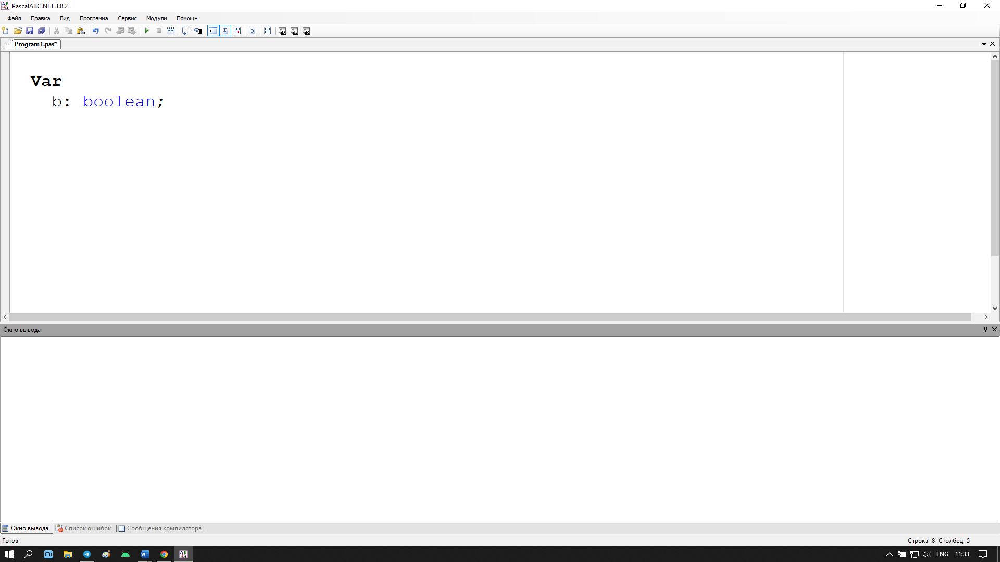 PascalABC.NET 3.8.2
Файл Правка Вид Программа Сервис Модули Помощь
Program1.pas*
Var
b: boolean;
Окно вывода
Окно вывода Список ошибок Сообщения компилятора
Готов
Строка 8 Столбец 5
ENG 11:33